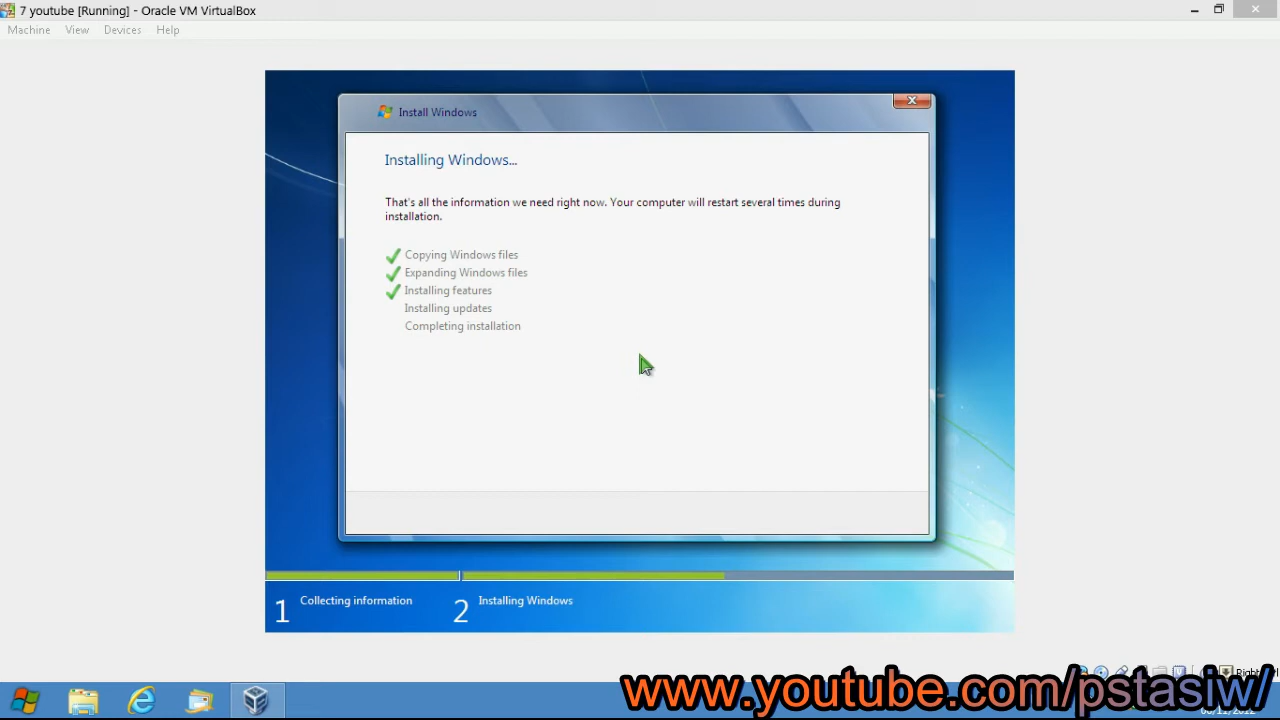 7 youtube [Running] - Oracle VM VirtualBox
Machine View Devices Help
Install Windows
Installing Windows...
That's all the information we need right now. Your computer will restart several times during
installation.
Copying Windows files
Expanding Windows files
Installing features
Installing updates
Completing installation
1 Collecting information 2 Installing Windows
www.youtube.com/pstasiw/